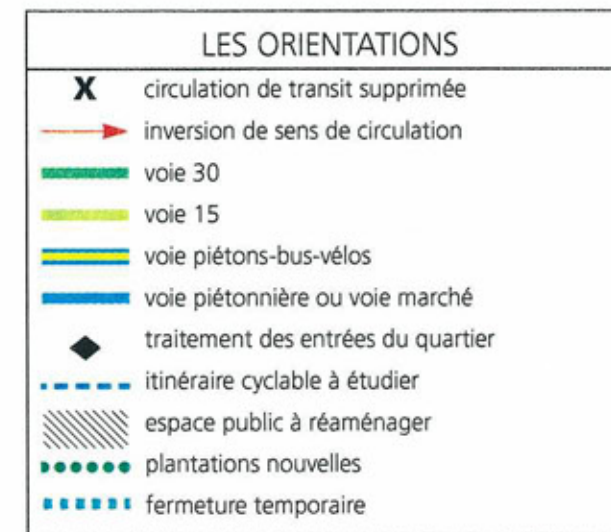 LES ORIENTATIONS
X circulation de transit supprimée
inversion de sens de circulation
voie 30
voie 15
voie piétons-bus-vélos
voie piétonnière ou voie marché
traitement des entrées du quartier
itinéraire cyclable à étudier
espace public à réaménager
plantations nouvelles
fermeture temporaire